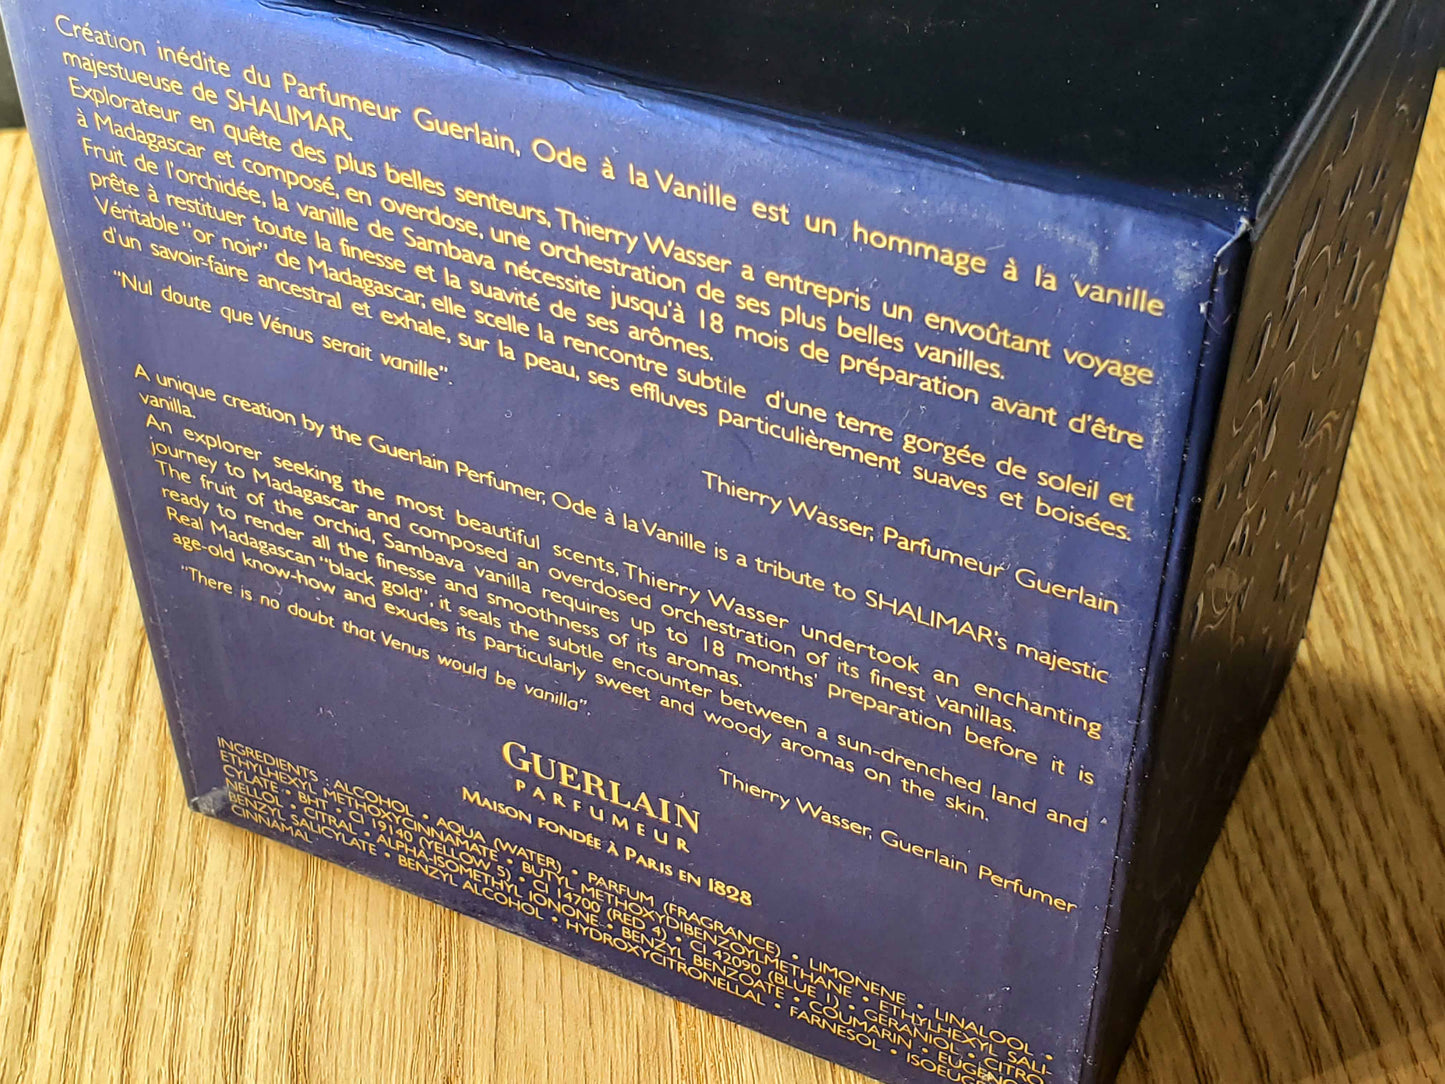 Création inédite du Parfumeur Guerlain, Ode à la Vanille est un hommage à la vanille
majestueuse de SHALIMAR.
Explorateur en quête des plus belles senteurs, Thierry Wasser a entrepris un envoûtant voyage
à Madagascar et composé, en overdose, une orchestration de ses plus belles vanilles.
Fruit de l'orchidée, la vanille de Sambava nécessite jusqu'à 18 mois de préparation avant d'être
prête à restituer toute la finesse et la suavité de ses arômes.
Véritable "or noir" de Madagascar, elle scelle la rencontre subtile d'une terre gorgée de soleil et
d'un savoir-faire ancestral et exhale, sur la peau, ses effluves particulièrement suaves et boisées.
"Nul doute que Vénus serait vanille".
Thierry Wasser, Parfumeur Guerlain
A unique creation by the Guerlain Perfumer, Ode à la Vanille is a tribute to SHALIMAR's majestic
vanilla.
An explorer seeking the most beautiful scents, Thierry Wasser undertook an enchanting
journey to Madagascar and composed an overdosed orchestration of its finest vanillas.
The fruit of the orchid, Sambava vanilla requires up to 18 months' preparation before it is
ready to render all the finesse and smoothness of its aromas.
Real Madagascan "black gold", it seals the subtle encounter between a sun-drenched land and
age-old know-how and exudes its particularly sweet and woody aromas on the skin.
"There is no doubt that Venus would be vanilla".
Thierry Wasser, Guerlain Perfumer
GUERLAIN
PARFUMEUR
MAISON FONDÉE À PARIS EN 1828
INGREDIENTS : ALCOHOL • AQUA (WATER) • PARFUM (FRAGRANCE) • LIMONENE • LINALOOL •
ETHYLHEXYL METHOXYCINNAMATE • BUTYL METHOXYDIBENZOYLMETHANE • ETHYLHEXYL SALI-
CYLATE • BHT • CI 19140 (YELLOW 5) • CI 14700 (RED 4) • CI 42090 (BLUE 1) • GERANIOL • CITRO
NELLOL • CITRAL • ALPHA-ISOMETHYL IONONE • BENZYL BENZOATE • COUMARIN • EUGENO
BENZYL SALICYLATE • BENZYL ALCOHOL • HYDROXYCITRONELLAL • FARNESOL • ISOEUGE
CINNAMAL